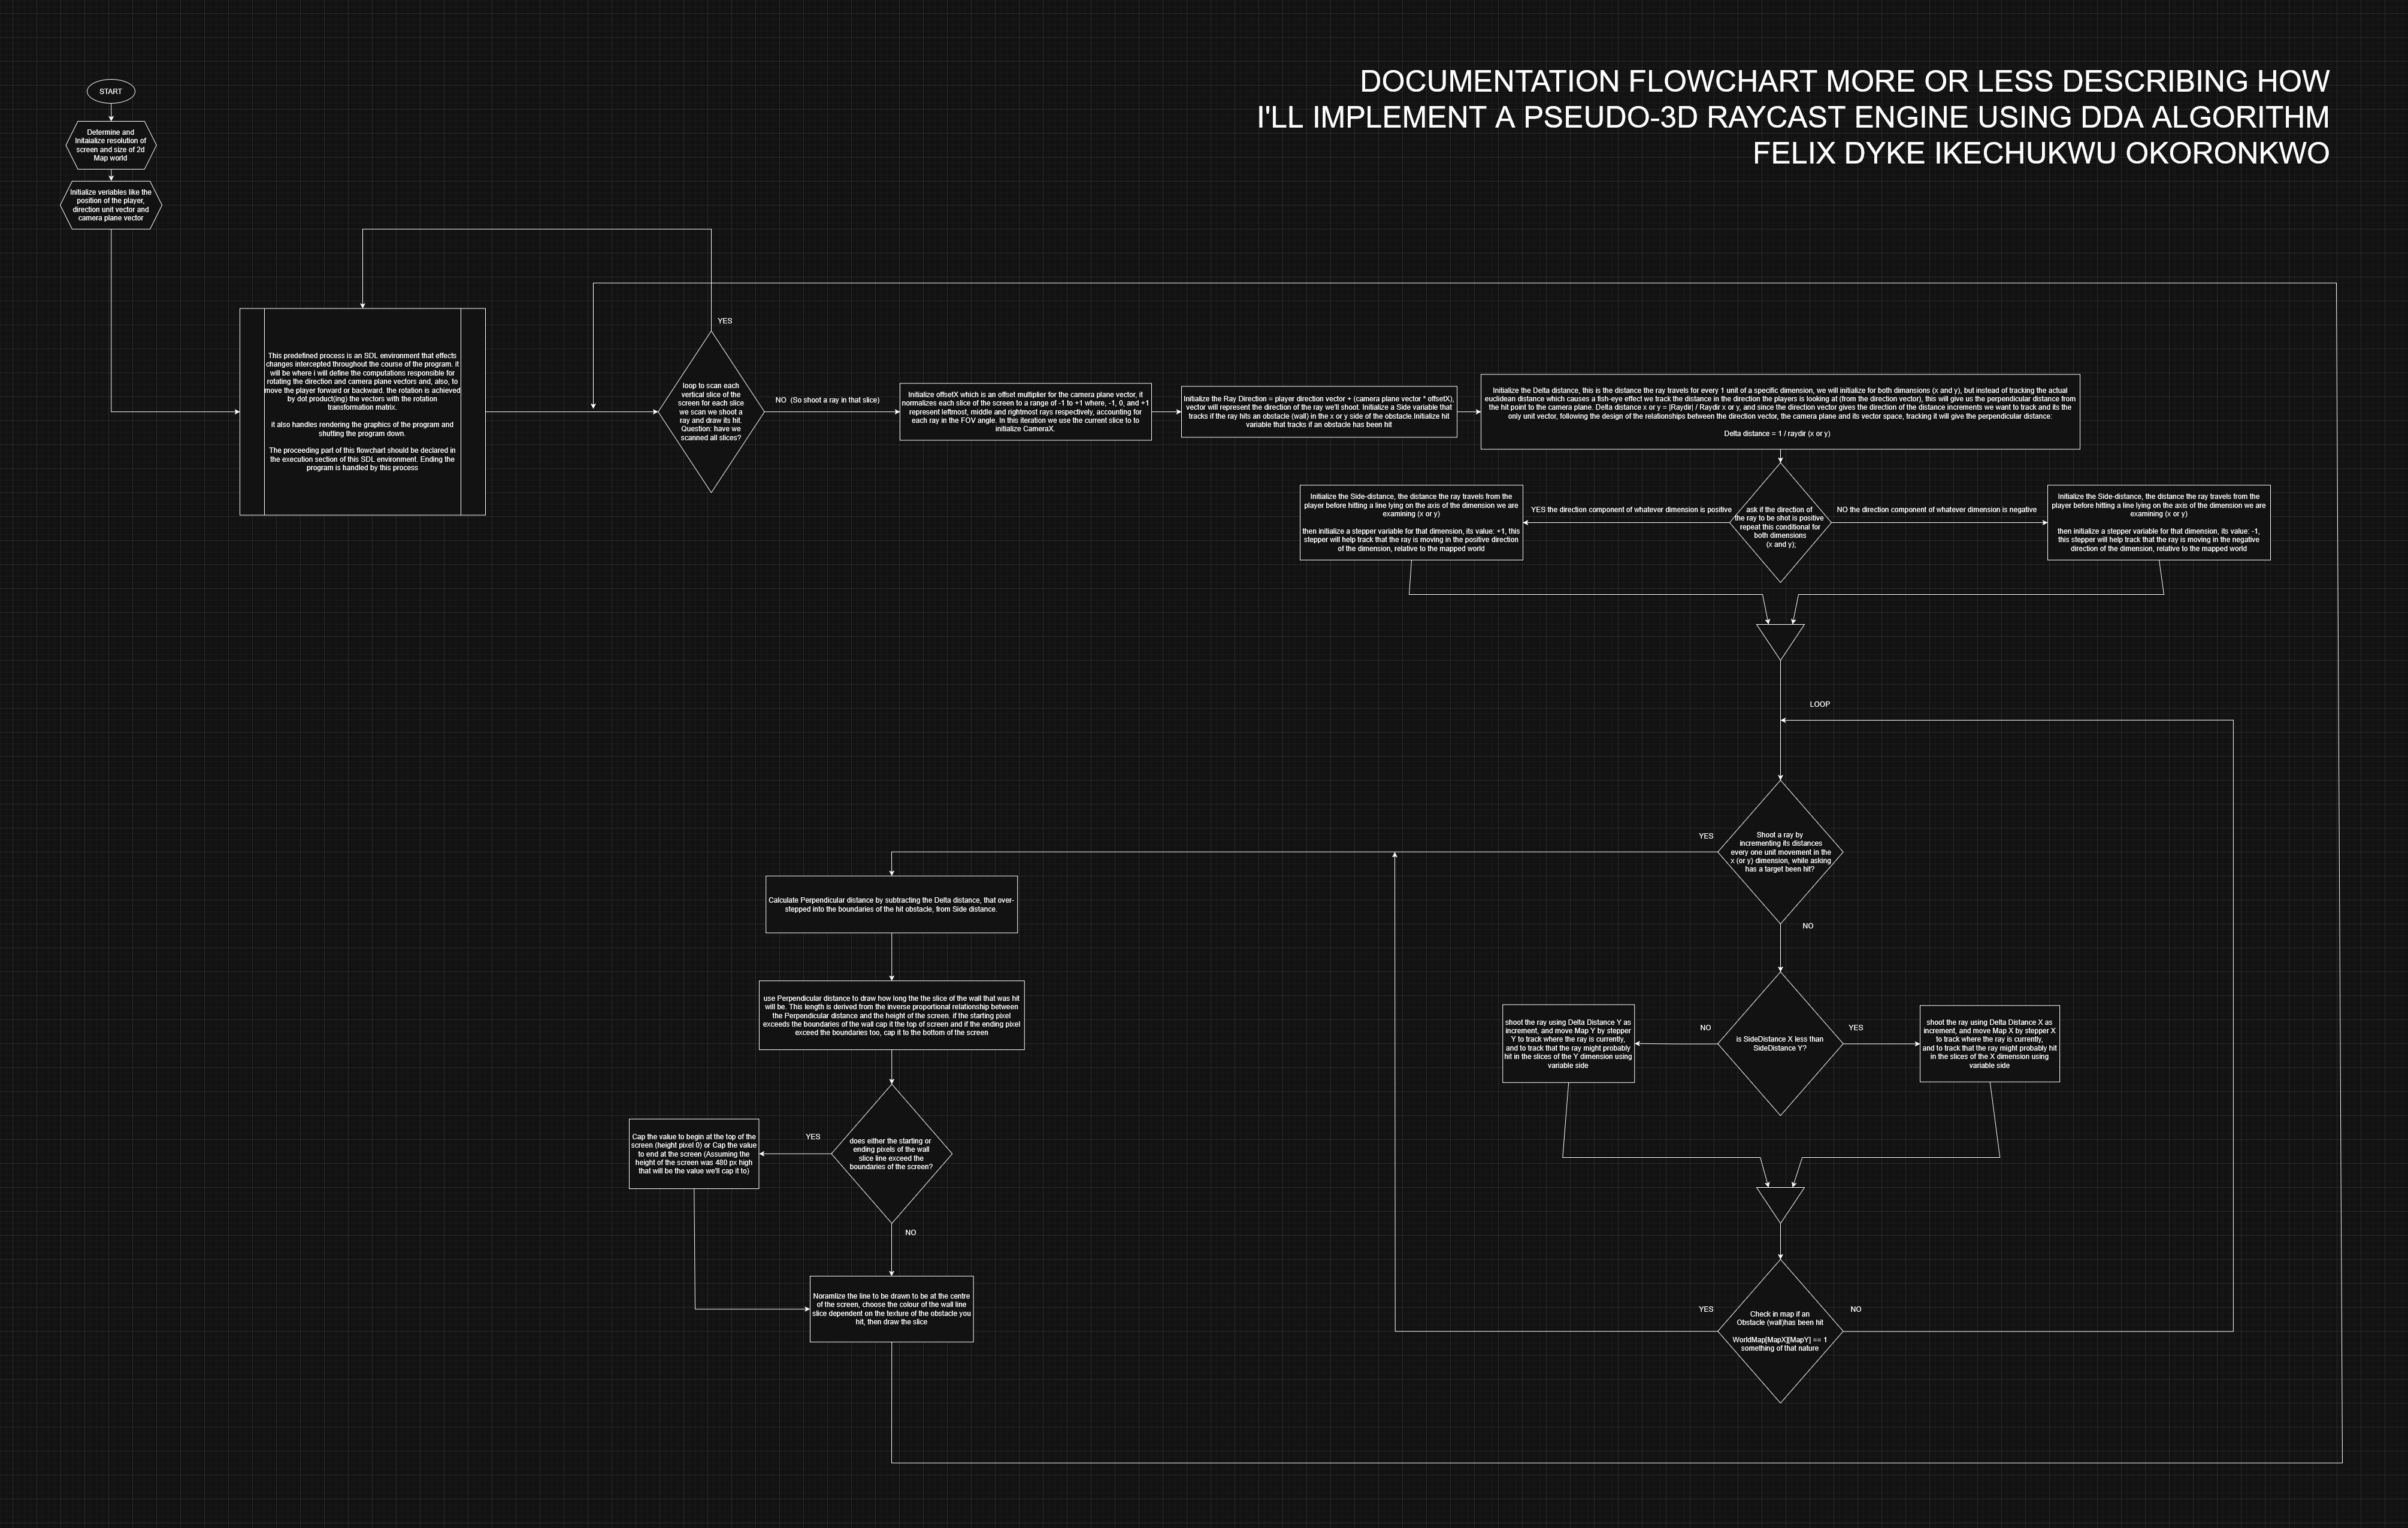 DOCUMENTATION FLOWCHART MORE OR LESS DESCRIBING HOW
I'LL IMPLEMENT A PSEUDO-3D RAYCAST ENGINE USING DDA ALGORITHM
FELIX DYKE IKECHUKWU OKORONKWO
START
Determine and
Initaialize resolution of
screen and size of 2d
Map world
Initialize veriables like the
position of the player,
direction unit vector and
camera plane vector
This predefined process is an SDL environment that effects
changes intercepted throughout the course of the program. it
will be where i will define the computations responsible for
rotating the direction and camera plane vectors and, also, to
move the player forward or backward. the rotation is achieved
by dot product(ing) the vectors with the rotation
transformation matrix.
it also handles rendering the graphics of the program and
shutting the program down.
The proceeding part of this flowchart should be declared in
the execution section of this SDL environment. Ending the
program is handled by this process
YES
loop to scan each
vertical slice of the
screen for each slice
we scan we shoot a
ray and draw its hit.
Question: have we
scanned all slices?
NO (So shoot a ray in that slice)
Initialize offsetX which is an offset multiplier for the camera plane vector, it
normalizes each slice of the screen to a range of -1 to +1 where, -1, 0, and +1
represent leftmost, middle and rightmost rays respectively, accounting for
each ray in the FOV angle. In this iteration we use the current slice to to
initialize CameraX.
Initialize the Ray Direction = player direction vector + (camera plane vector * offsetX),
vector will represent the direction of the ray we'll shoot. Initialize a Side variable that
tracks if the ray hits an obstacle (wall) in the x or y side of the obstacle.Initialize hit
variable that tracks if an obstacle has been hit
Initialize the Delta distance, this is the distance the ray travels for every 1 unit of a specific dimension, we will initialize for both dimansions (x and y), but instead of tracking the actual
euclidean distance which causes a fish-eye effect we track the distance in the direction the players is looking at (from the direction vector), this will give us the perpendicular distance from
the hit point to the camera plane. Delta distance x or y = |Raydir| / Raydir x or y, and since the direction vector gives the direction of the distance increments we want to track and its the
only unit vector, following the design of the relationships between the direction vector, the camera plane and its vector space, tracking it will give the perpendicular distance:
Delta distance = 1 / raydir (x or y)
Initialize the Side-distance, the distance the ray travels from the
player before hitting a line lying on the axis of the dimension we are
examining (x or y)
then initialize a stepper variable for that dimension, its value: +1, this
stepper will help track that the ray is moving in the positive direction
of the dimension, relative to the mapped world
YES the direction component of whatever dimension is positive
ask if the direction of
the ray to be shot is positive
repeat this conditional for
both dimensions
(x and y);
NO the direction component of whatever dimension is negative
Initialize the Side-distance, the distance the ray travels from the
player before hitting a line lying on the axis of the dimension we are
examining (x or y)
then initialize a stepper variable for that dimension, its value: -1,
this stepper will help track that the ray is moving in the negative
direction of the dimension, relative to the mapped world
LOOP
YES
Shoot a ray by
incrementing its distances
every one unit movement in the
x (or y) dimension, while asking
has a target been hit?
NO
is SideDistance X less than
SideDistance Y?
NO
shoot the ray using Delta Distance Y as
increment, and move Map Y by stepper
Y to track where the ray is currently,
and to track that the ray might probably
hit in the slices of the Y dimension using
variable side
YES
shoot the ray using Delta Distance X as
increment, and move Map X by stepper X
to track where the ray is currently,
and to track that the ray might probably hit
in the slices of the X dimension using
variable side
YES
Check in map if an
Obstacle (wall)has been hit
WorldMap[MapX][MapY] == 1
something of that nature
NO
Calculate Perpendicular distance by subtracting the Delta distance, that over-
stepped into the boundaries of the hit obstacle, from Side distance.
use Perpendicular distance to draw how long the the slice of the wall that was hit
will be. This length is derived from the inverse proportional relationship between
the Perpendicular distance and the height of the screen. if the starting pixel
exceeds the boundaries of the wall cap it the top of screen and if the ending pixel
exceed the boundaries too, cap it to the bottom of the screen
does either the starting or
ending pixels of the wall
slice line exceed the
boundaries of the screen?
YES
Cap the value to begin at the top of the
screen (height pixel 0) or Cap the value
to end at the screen (Assuming the
height of the screen was 480 px high
that will be the value we'll cap it to)
NO
Noramlize the line to be drawn to be at the centre
of the screen, choose the colour of the wall line
slice dependent on the texture of the obstacle you
hit, then draw the slice